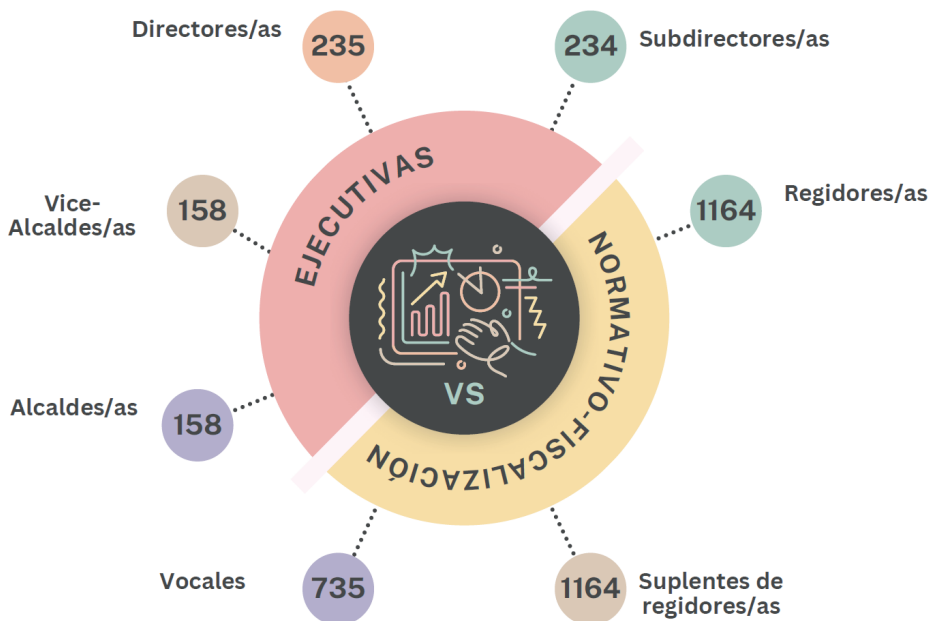 Directores/as
235
234
Subdirectores/as
EJECUTIVAS
Vice-
Alcaldes/as
158
1164
Regidores/as
NORMATIVO-FISCALIZACIÓN
VS
Alcaldes/as
158
Vocales
735
1164
Suplentes de
regidores/as